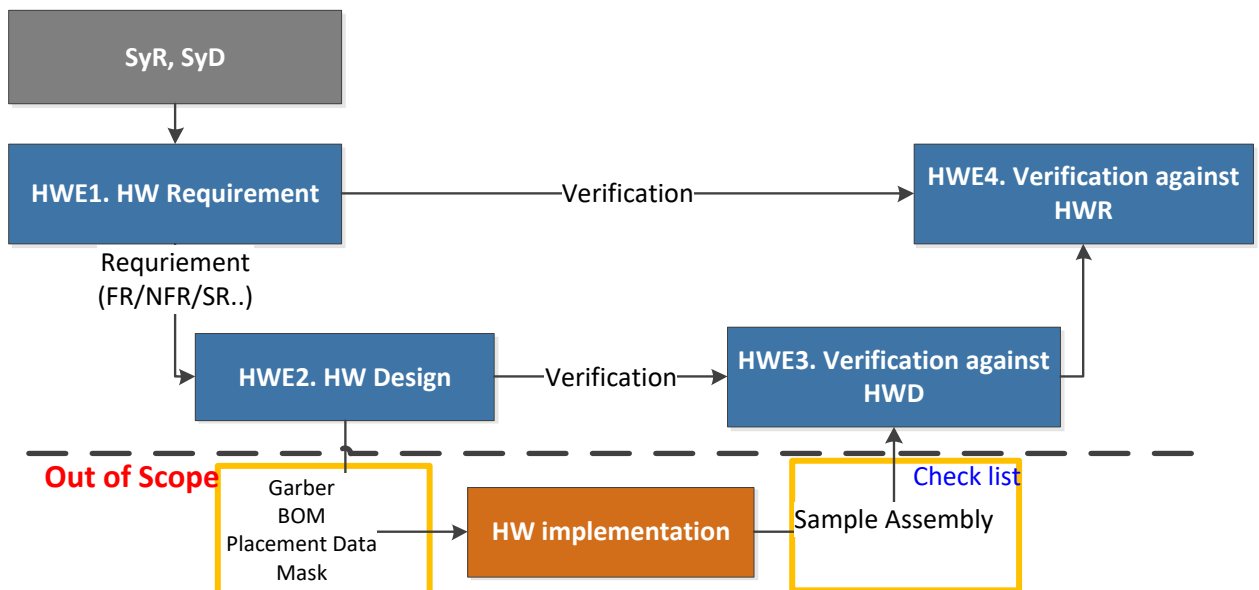 SyR, SyD
HWE1. HW Requirement
Verification
HWE4. Verification against
HWR
Requriement
(FR/NFR/SR..)
HWE2. HW Design
Verification
HWE3. Verification against
HWD
Out of Scope
Check list
Garber
BOM
Placement Data
Mask
HW implementation
Sample Assembly